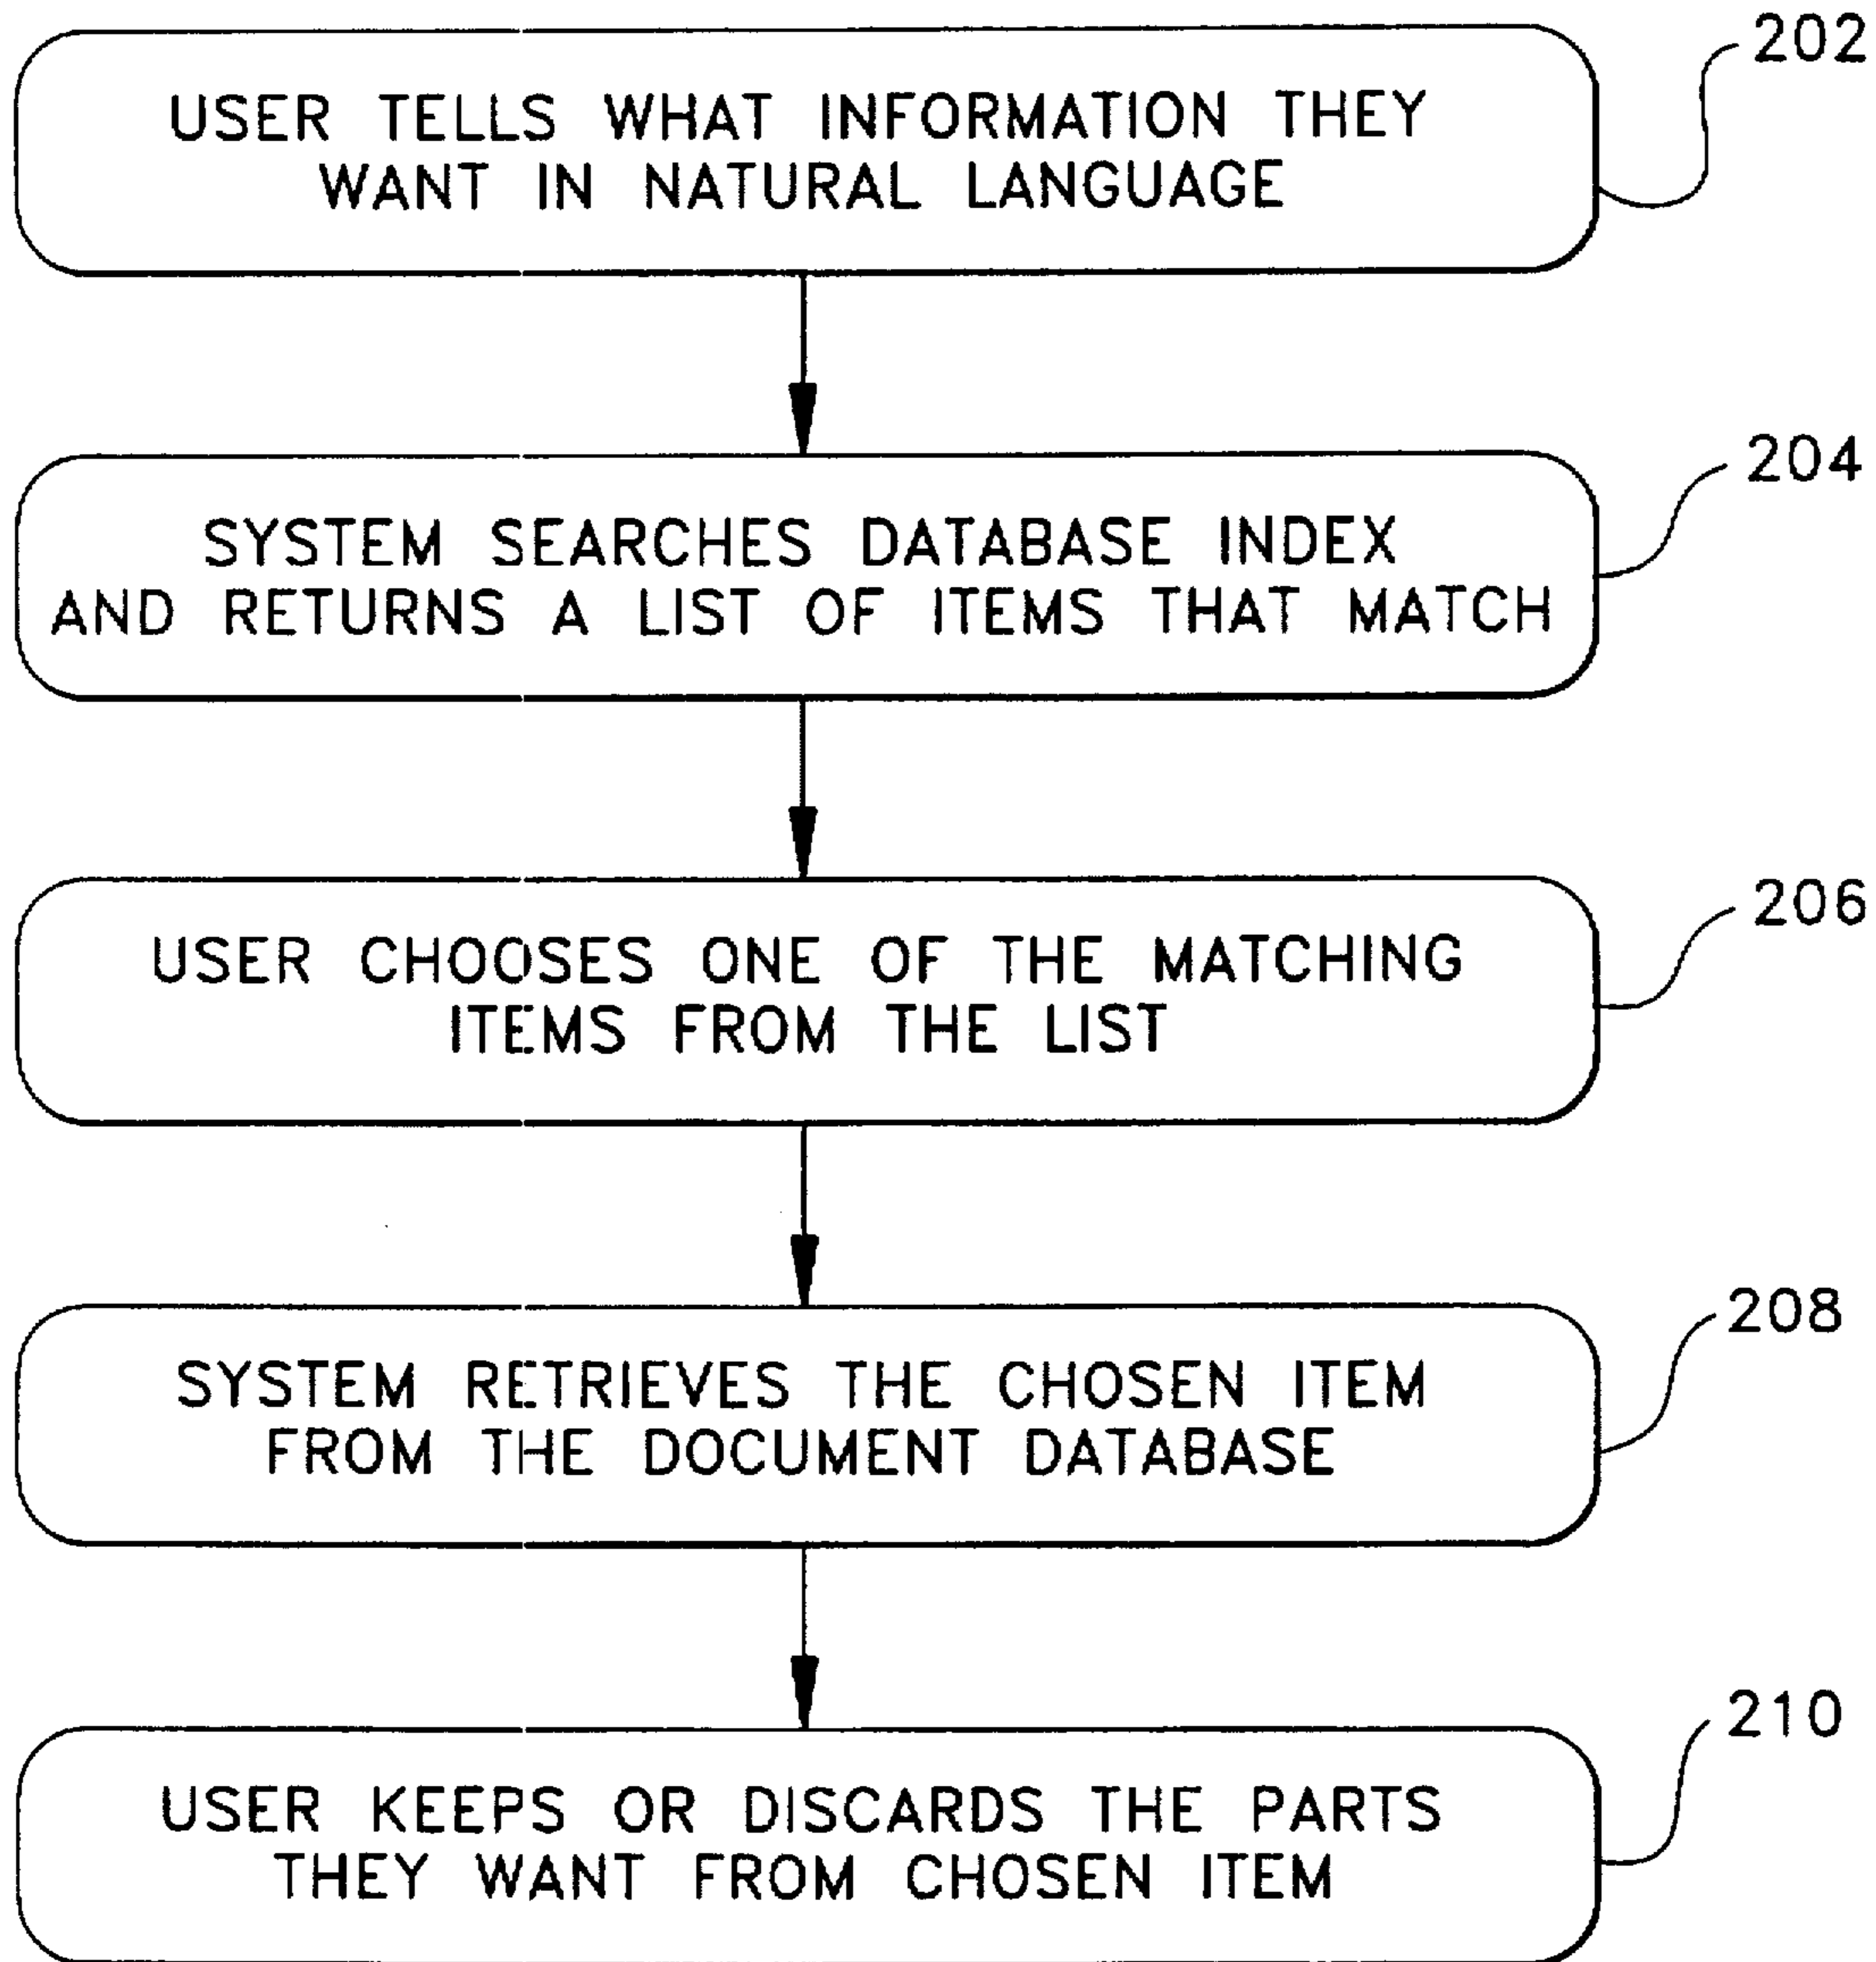 202
USER TELLS WHAT INFORMATION THEY
WANT IN NATURAL LANGUAGE
204
SYSTEM SEARCHES DATABASE INDEX
AND RETURNS A LIST OF ITEMS THAT MATCH
206
USER CHOOSES ONE OF THE MATCHING
ITEMS FROM THE LIST
208
SYSTEM RETRIEVES THE CHOSEN ITEM
FROM THE DOCUMENT DATABASE
210
USER KEEPS OR DISCARDS THE PARTS
THEY WANT FROM CHOSEN ITEM